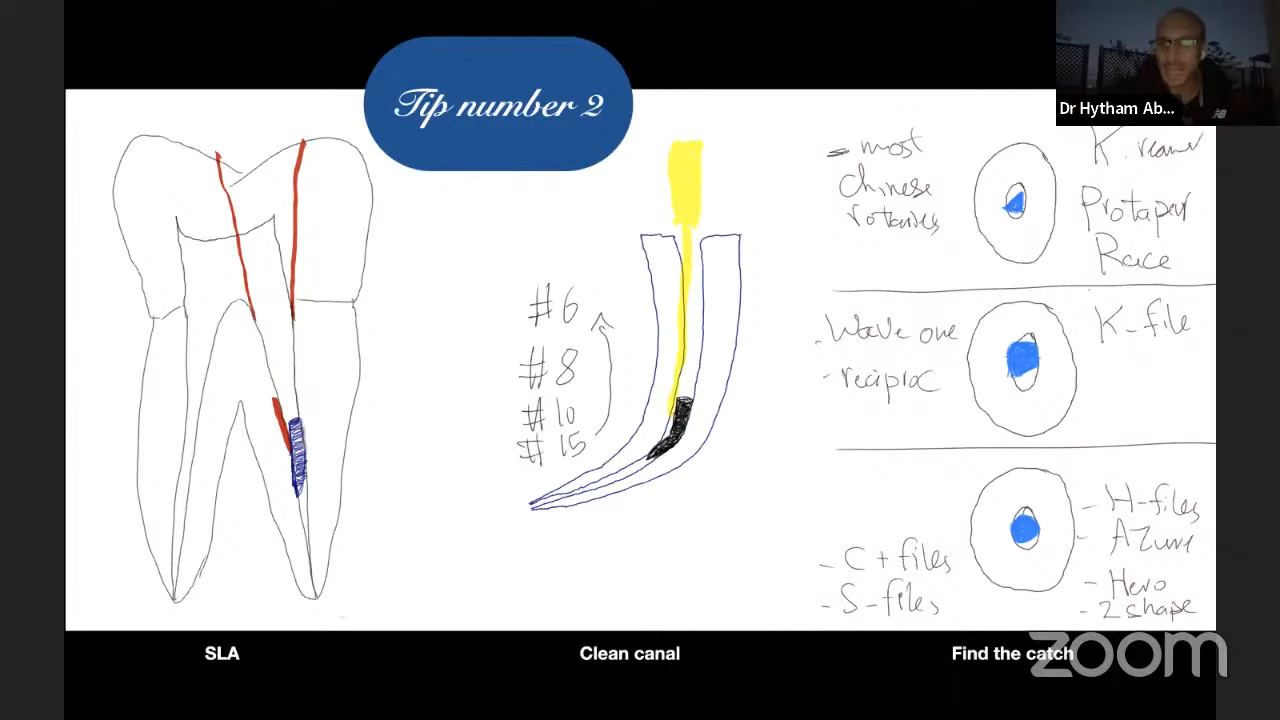 Tip number 2
Dr Hytham Ab...
most
Chinese
rotaries
K. reamer
Protaper
Race
#6
#8
#10
#15
- Wave one
- reciproc
K-file
- C + files
- S-files
- H-files
- AZure
- Hero
- 2 shape
SLA
Clean canal
Find the catch
zoom